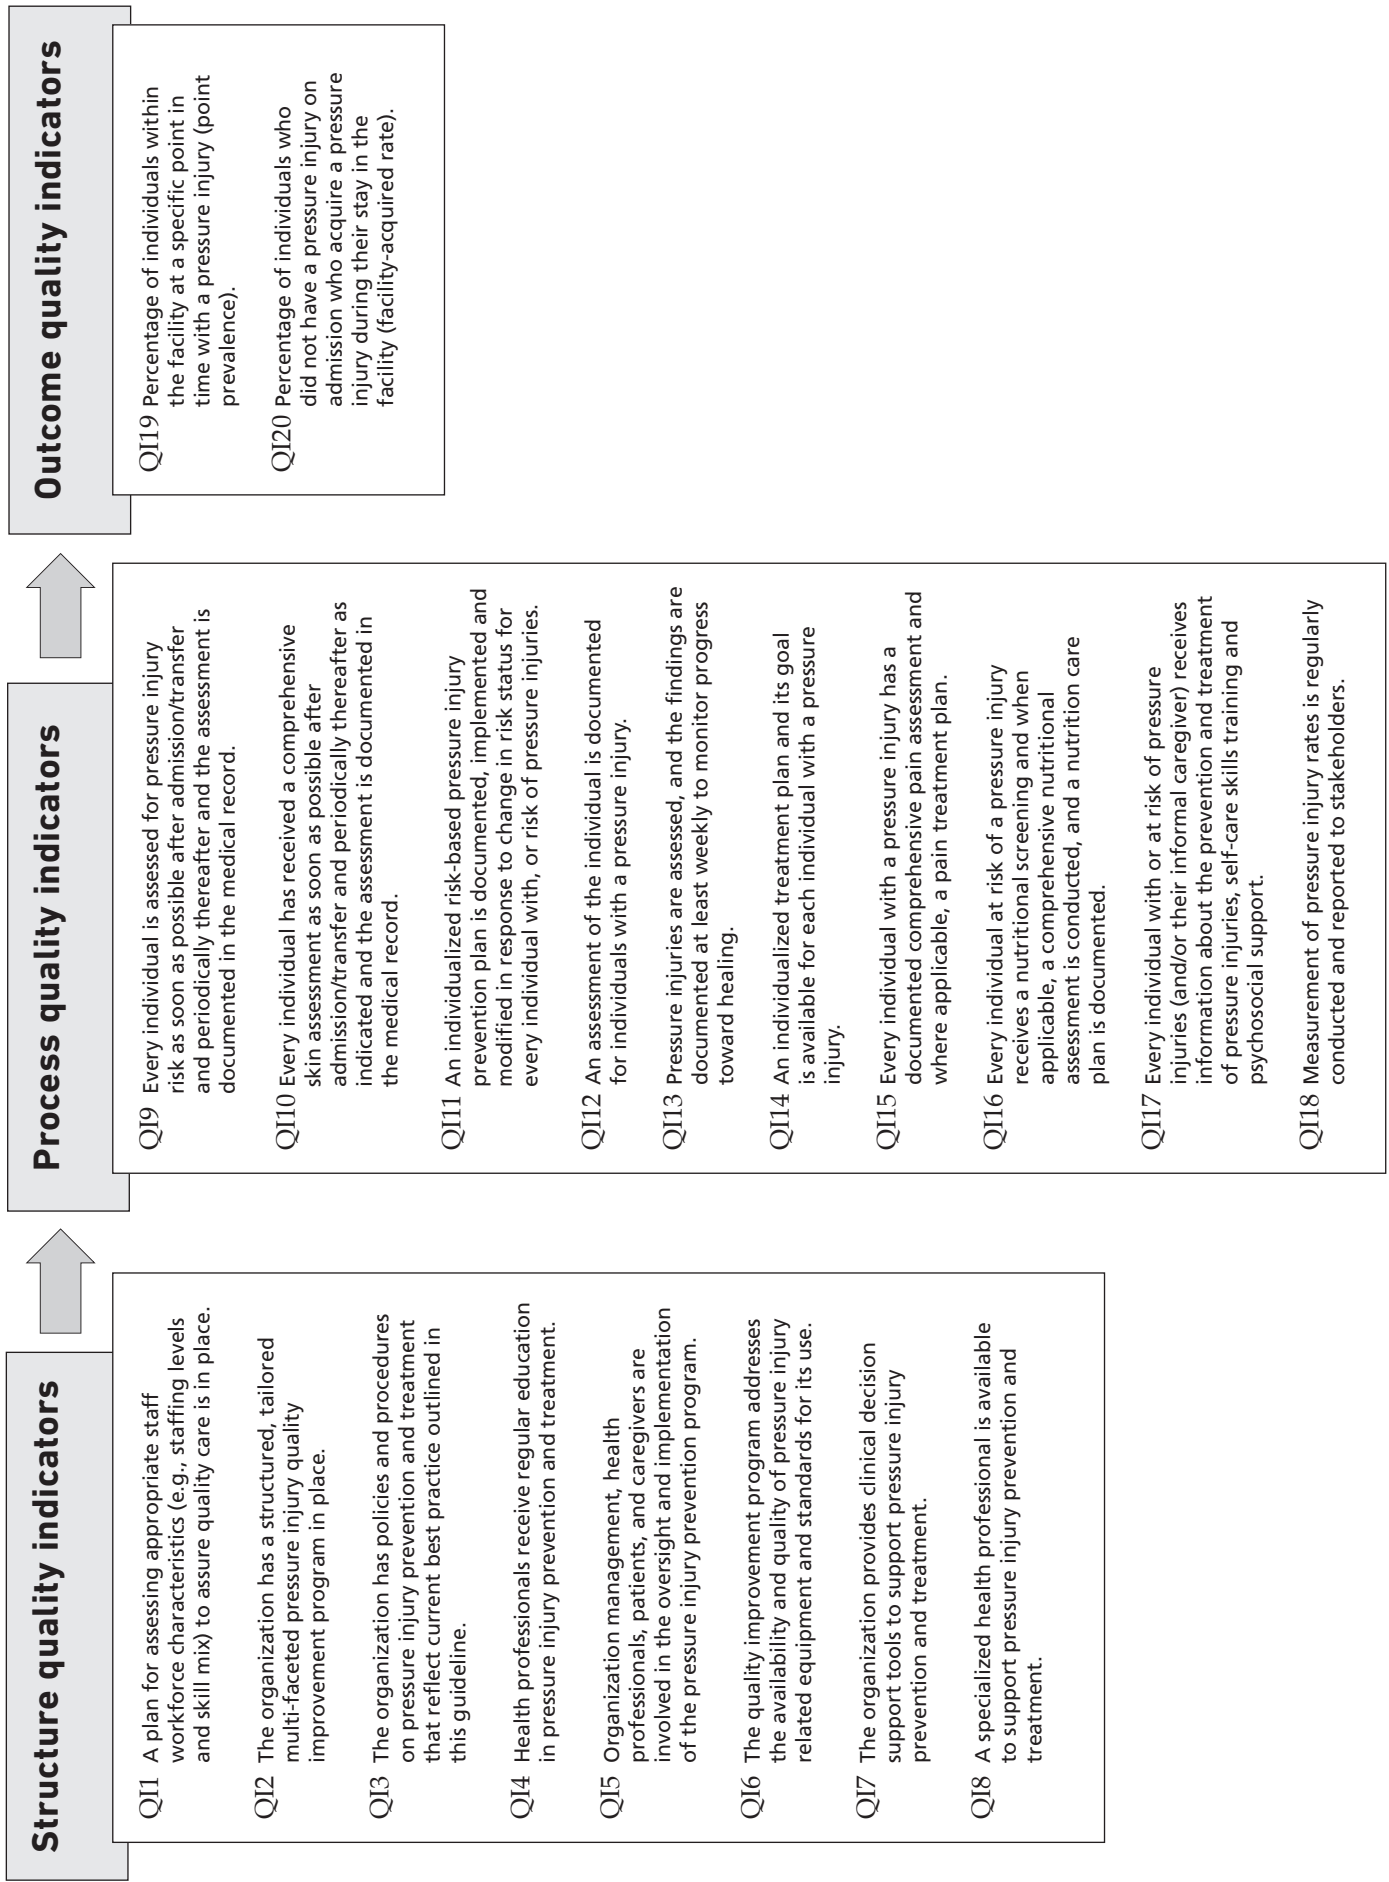 Structure quality indicators
QI1 A plan for assessing appropriate staff
workforce characteristics (e.g., staffing levels
and skill mix) to assure quality care is in place.
QI2 The organization has a structured, tailored
multi-faceted pressure injury quality
improvement program in place.
QI3 The organization has policies and procedures
on pressure injury prevention and treatment
that reflect current best practice outlined in
this guideline.
QI4 Health professionals receive regular education
in pressure injury prevention and treatment.
QI5 Organization management, health
professionals, patients, and caregivers are
involved in the oversight and implementation
of the pressure injury prevention program.
QI6 The quality improvement program addresses
the availability and quality of pressure injury
related equipment and standards for its use.
QI7 The organization provides clinical decision
support tools to support pressure injury
prevention and treatment.
QI8 A specialized health professional is available
to support pressure injury prevention and
treatment.
Process quality indicators
QI9 Every individual is assessed for pressure injury
risk as soon as possible after admission/transfer
and periodically thereafter and the assessment is
documented in the medical record.
QI10 Every individual has received a comprehensive
skin assessment as soon as possible after
admission/transfer and periodically thereafter as
indicated and the assessment is documented in
the medical record.
QI11 An individualized risk-based pressure injury
prevention plan is documented, implemented and
modified in response to change in risk status for
every individual with, or risk of pressure injuries.
QI12 An assessment of the individual is documented
for individuals with a pressure injury.
QI13 Pressure injuries are assessed, and the findings are
documented at least weekly to monitor progress
toward healing.
QI14 An individualized treatment plan and its goal
is available for each individual with a pressure
injury.
QI15 Every individual with a pressure injury has a
documented comprehensive pain assessment and
where applicable, a pain treatment plan.
QI16 Every individual at risk of a pressure injury
receives a nutritional screening and when
applicable, a comprehensive nutritional
assessment is conducted, and a nutrition care
plan is documented.
QI17 Every individual with or at risk of pressure
injuries (and/or their informal caregiver) receives
information about the prevention and treatment
of pressure injuries, self-care skills training and
psychosocial support.
QI18 Measurement of pressure injury rates is regularly
conducted and reported to stakeholders.
Outcome quality indicators
QI19 Percentage of individuals within
the facility at a specific point in
time with a pressure injury (point
prevalence).
QI20 Percentage of individuals who
did not have a pressure injury on
admission who acquire a pressure
injury during their stay in the
facility (facility-acquired rate).